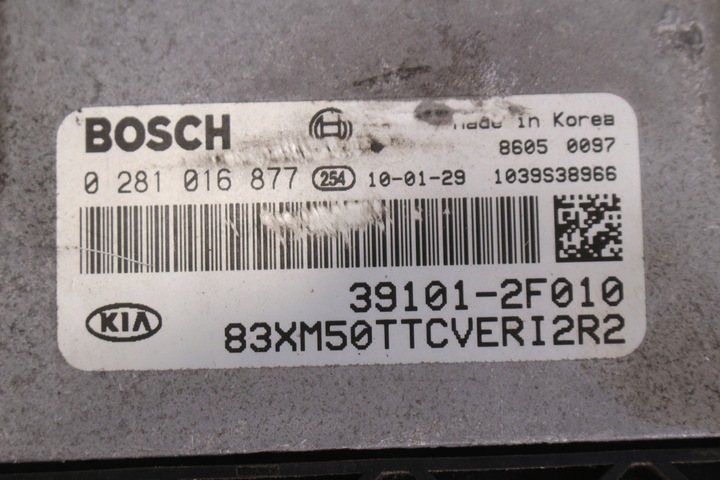 BOSCH Made in Korea
8605 0097
0 281 016 877 254 10-01-29 1039S38966
39101-2F010
KIA 83XM50TTCVERI2R2